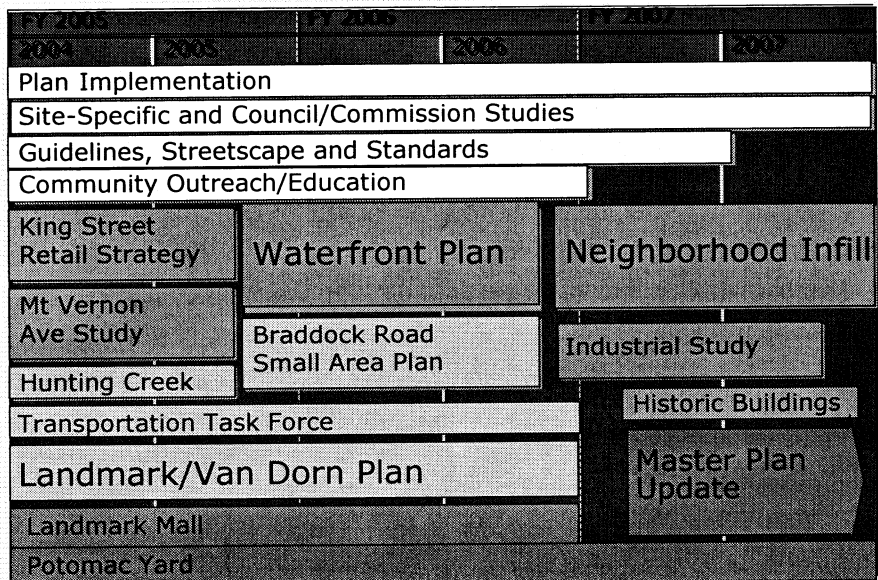 FY 2005 FY 2006 FY 2007
2004 2005 2006 2007
Plan Implementation
Site-Specific and Council/Commission Studies
Guidelines, Streetscape and Standards
Community Outreach/Education
King Street
Retail Strategy
Waterfront Plan
Neighborhood Infill
Mt Vernon
Ave Study
Braddock Road
Small Area Plan
Industrial Study
Hunting Creek
Historic Buildings
Transportation Task Force
Landmark/Van Dorn Plan
Master Plan
Update
Landmark Mall
Potomac Yard